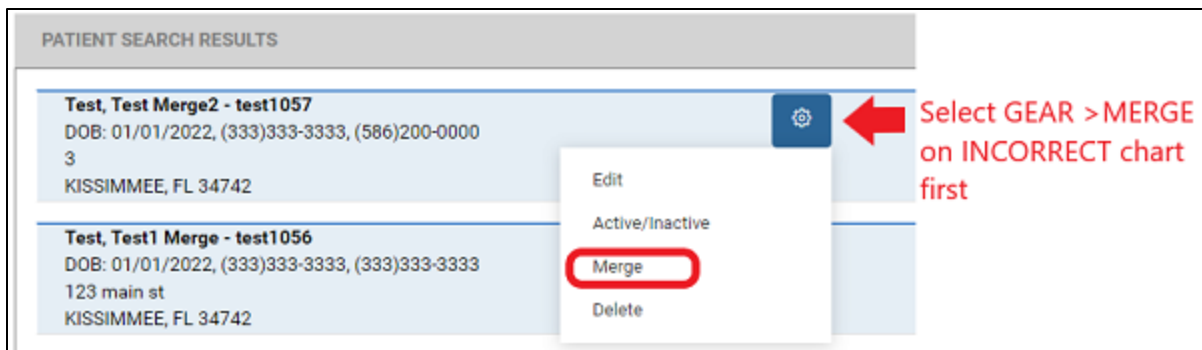 PATIENT SEARCH RESULTS
Test, Test Merge2 - test1057
DOB: 01/01/2022, (333)333-3333, (586)200-0000
3
KISSIMMEE, FL 34742
Select GEAR >MERGE
on INCORRECT chart
first
Edit
Active/Inactive
Merge
Delete
Test, Test1 Merge - test1056
DOB: 01/01/2022, (333)333-3333, (333)333-3333
123 main st
KISSIMMEE, FL 34742